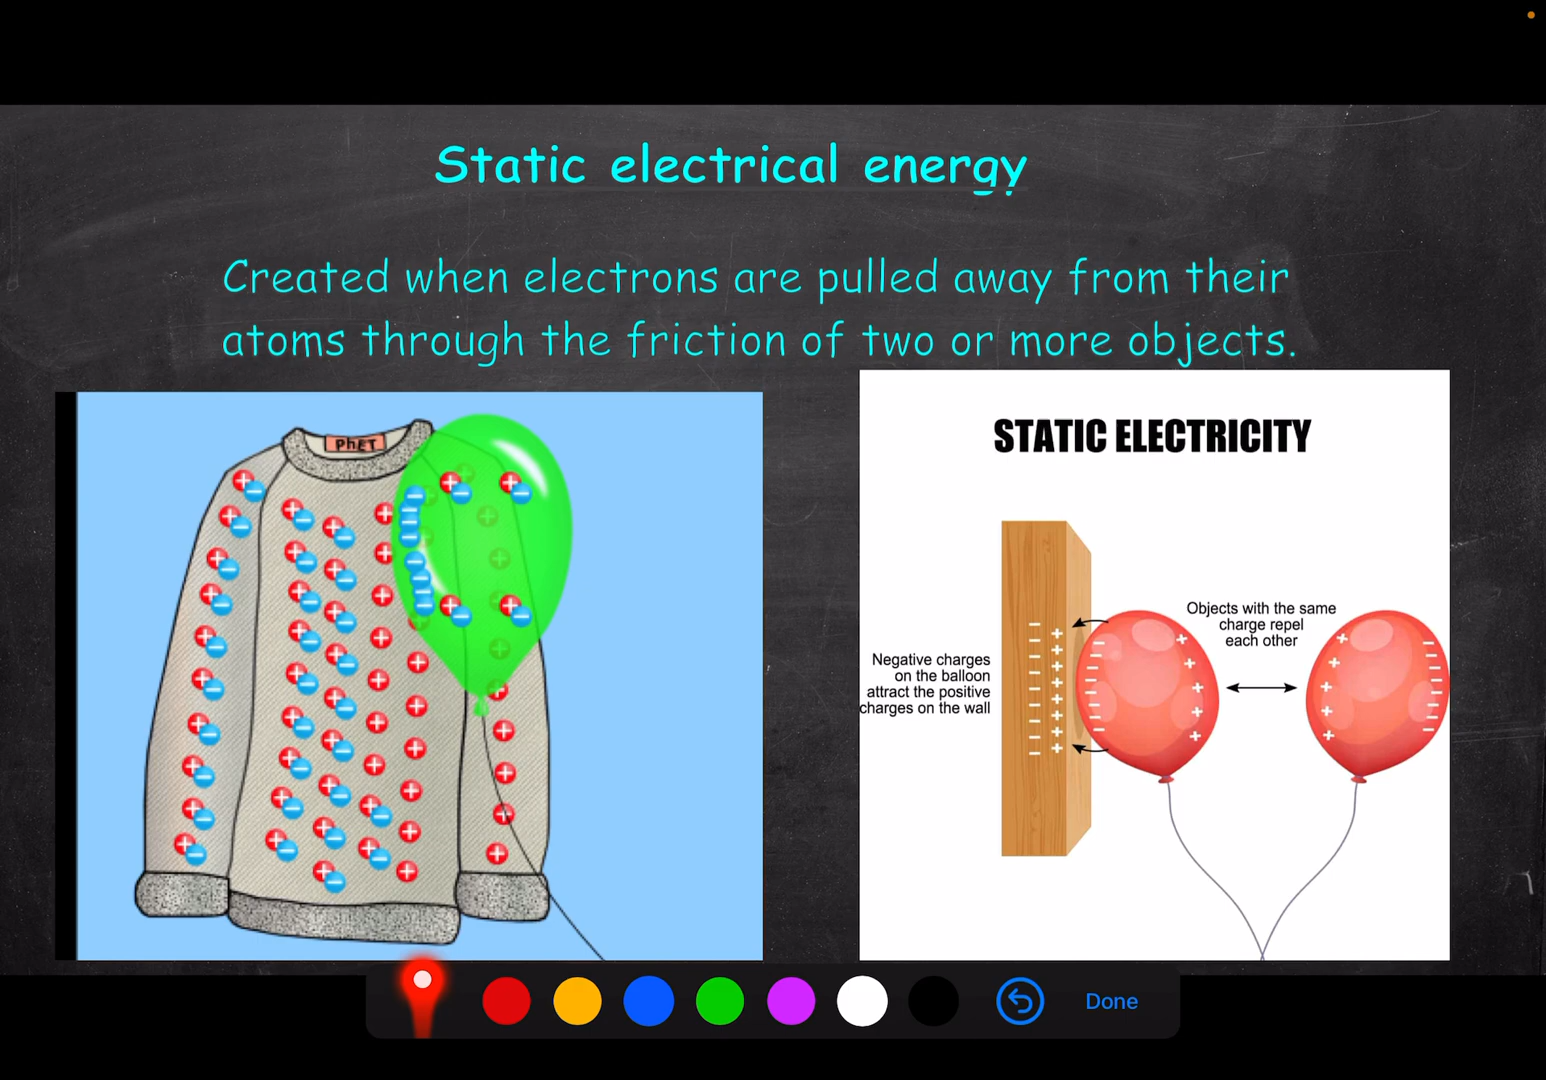 Static electrical energy
Created when electrons are pulled away from their
atoms through the friction of two or more objects.
PhET
STATIC ELECTRICITY
Objects with the same
charge repel
each other
Negative charges
on the balloon
attract the positive
charges on the wall
Done